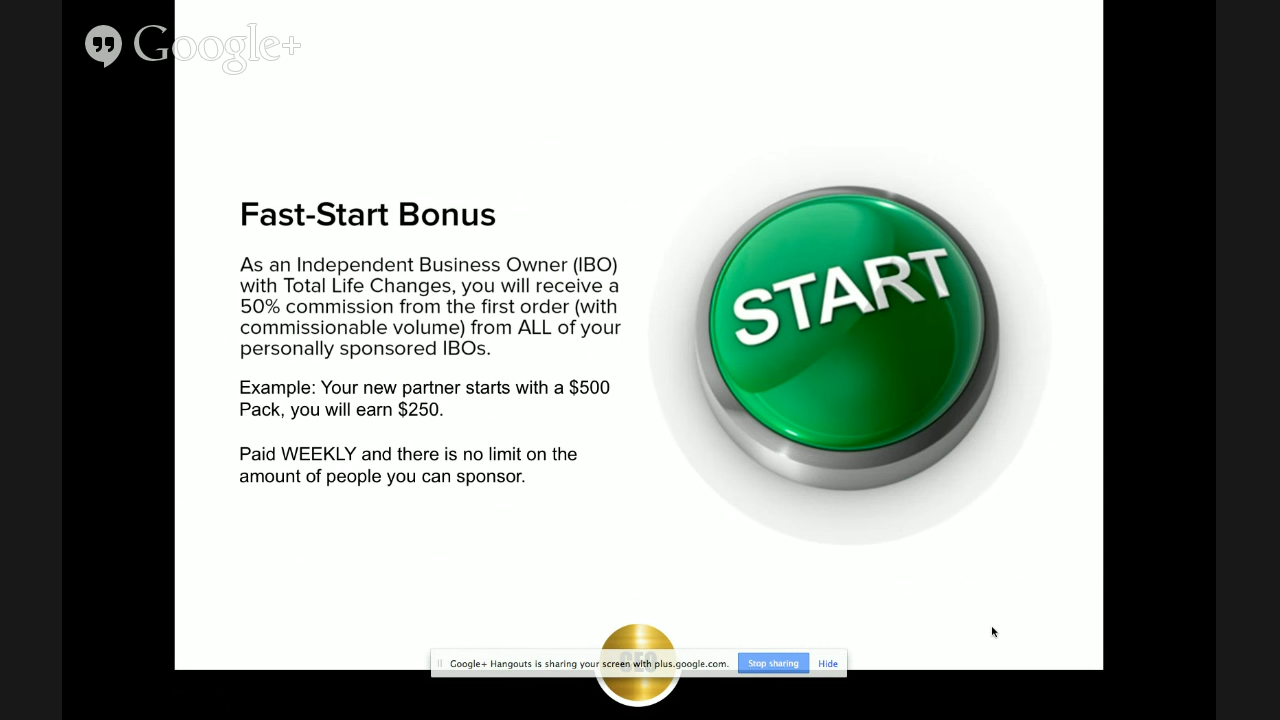 Google+
Fast-Start Bonus
As an Independent Business Owner (IBO)
with Total Life Changes, you will receive a
50% commission from the first order (with
commissionable volume) from ALL of your
personally sponsored IBOs.
Example: Your new partner starts with a $500
Pack, you will earn $250.
Paid WEEKLY and there is no limit on the
amount of people you can sponsor.
START
Google+ Hangouts is sharing your screen with plus.google.com.
Stop sharing
Hide